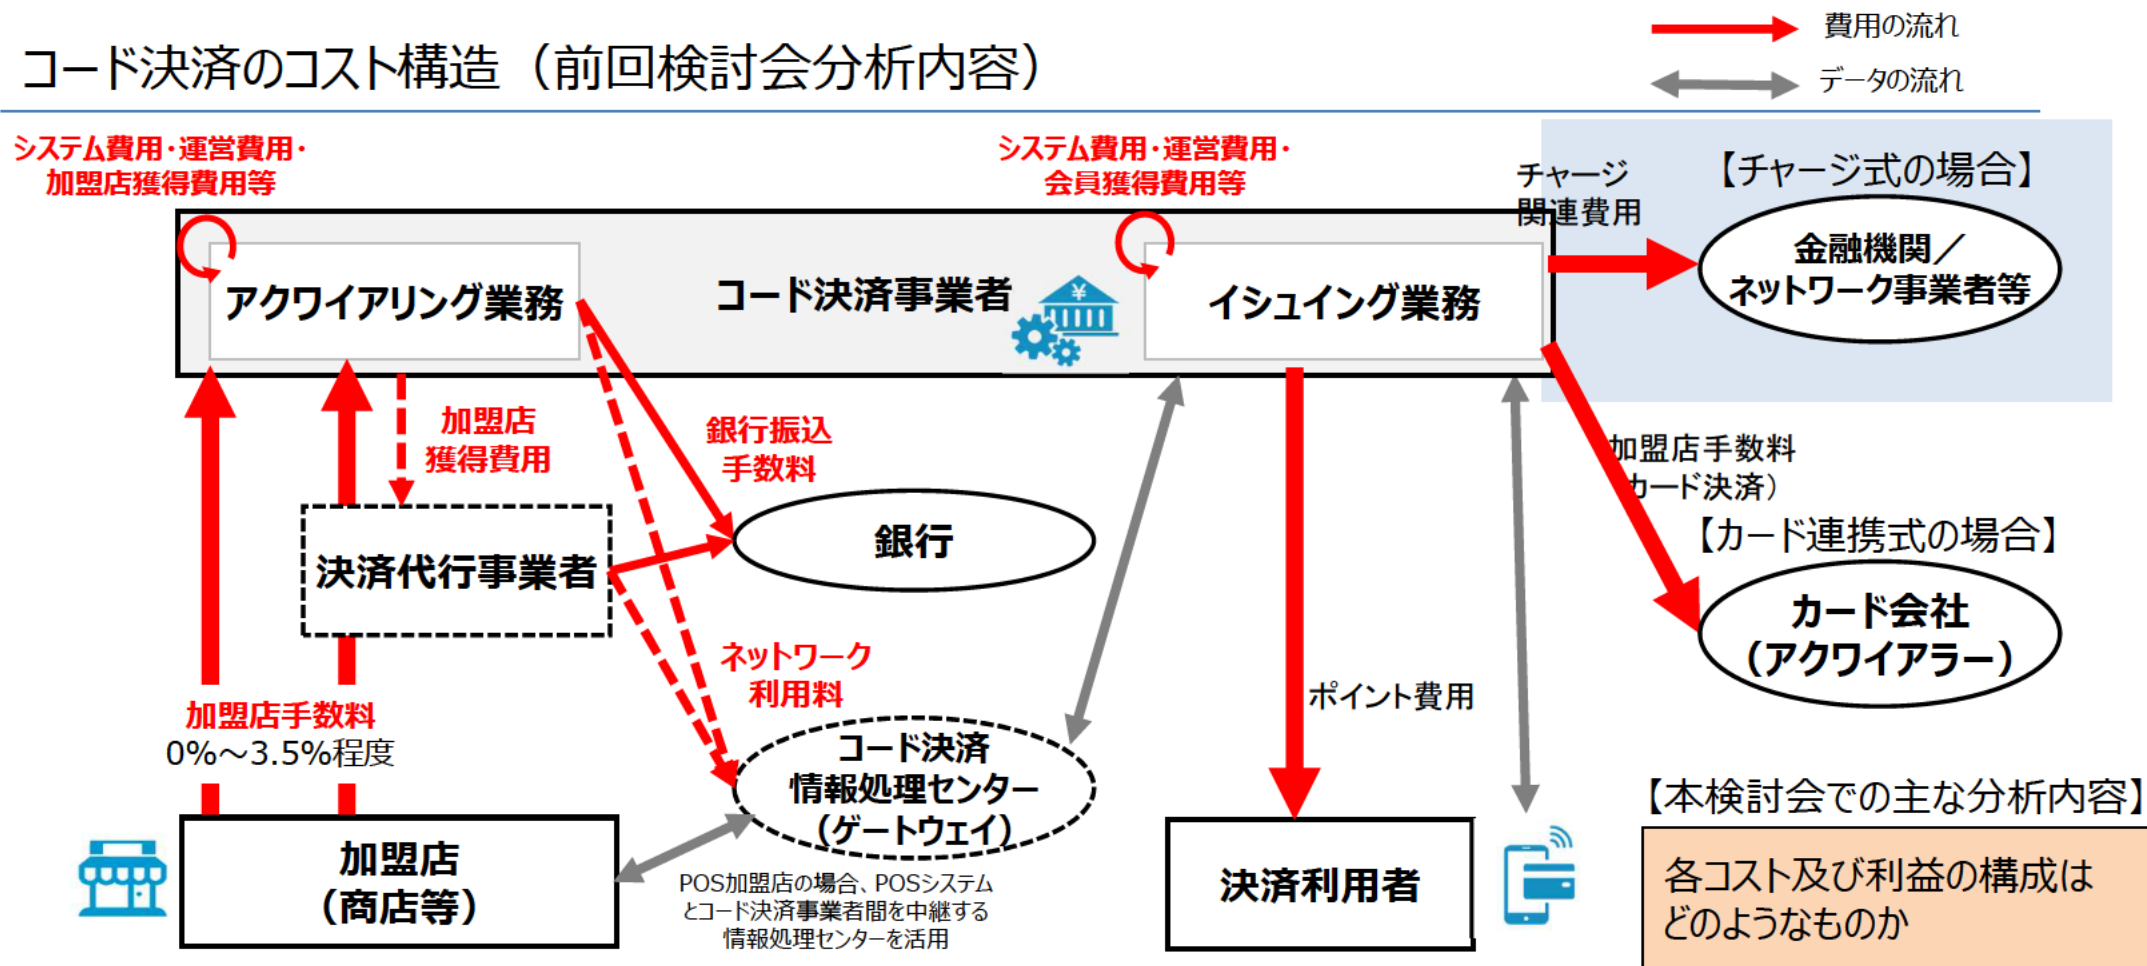 コード決済のコスト構造（前回検討会分析内容）
費用の流れ
データの流れ
システム費用・運営費用・
加盟店獲得費用等
システム費用・運営費用・
会員獲得費用等
チャージ
関連費用
【チャージ式の場合】
金融機関／
ネットワーク事業者等
アクワイアリング業務
コード決済事業者
¥
イシュイング業務
加盟店
獲得費用
銀行振込
手数料
加盟店手数料
カード決済）
【カード連携式の場合】
決済代行事業者
銀行
カード会社
（アクワイアラー）
ネットワーク
利用料
ポイント費用
加盟店手数料
0%～3.5%程度
コード決済
情報処理センター
（ゲートウェイ）
加盟店
（商店等）
POS加盟店の場合、POSシステム
とコード決済事業者間を中継する
情報処理センターを活用
決済利用者
【本検討会での主な分析内容】
各コスト及び利益の構成は
どのようなものか